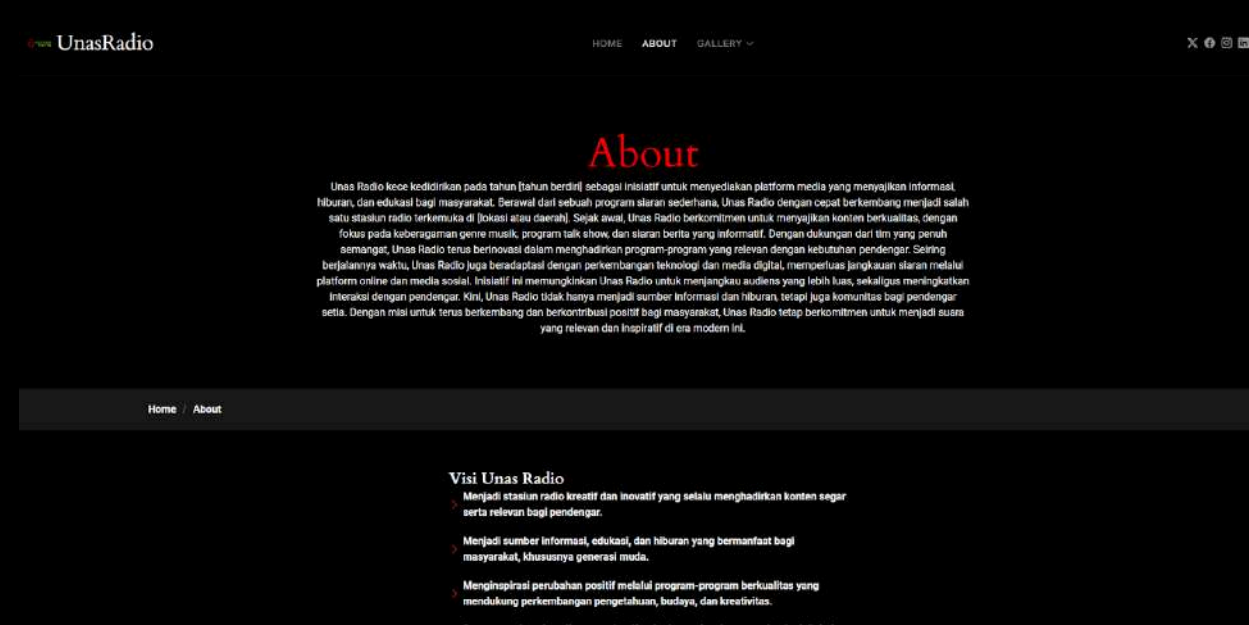 UnasRadio
HOME ABOUT GALLERY
About
Unas Radio kece kedidirikan pada tahun [tahun berdiri] sebagai inisiatif untuk menyediakan platform media yang menyajikan informasi,
hiburan, dan edukasi bagi masyarakat. Berawal dari sebuah program siaran sederhana, Unas Radio dengan cepat berkembang menjadi salah
satu stasiun radio terkemuka di [lokasi atau daerah]. Sejak awal, Unas Radio berkomitmen untuk menyajikan konten berkualitas, dengan
fokus pada keberagaman genre musik, program talk show, dan siaran berita yang informatif. Dengan dukungan dari tim yang penuh
semangat, Unas Radio terus berinovasi dalam menghadirkan program-program yang relevan dengan kebutuhan pendengar. Seiring
berjalannya waktu, Unas Radio juga beradaptasi dengan perkembangan teknologi dan media digital, memperluas jangkauan siaran melalui
platform online dan media sosial. Inisiatif ini memungkinkan Unas Radio untuk menjangkau audiens yang lebih luas, sekaligus meningkatkan
interaksi dengan pendengar. Kini, Unas Radio tidak hanya menjadi sumber informasi dan hiburan, tetapi juga komunitas bagi pendengar
setia. Dengan misi untuk terus berkembang dan berkontribusi positif bagi masyarakat, Unas Radio tetap berkomitmen untuk menjadi suara
yang relevan dan inspiratif di era modern ini.
Home / About
Visi Unas Radio
Menjadi stasiun radio kreatif dan inovatif yang selalu menghadirkan konten segar
serta relevan bagi pendengar.
Menjadi sumber informasi, edukasi, dan hiburan yang bermanfaat bagi
masyarakat, khususnya generasi muda.
Menginspirasi perubahan positif melalui program-program berkualitas yang
mendukung perkembangan pengetahuan, budaya, dan kreativitas.